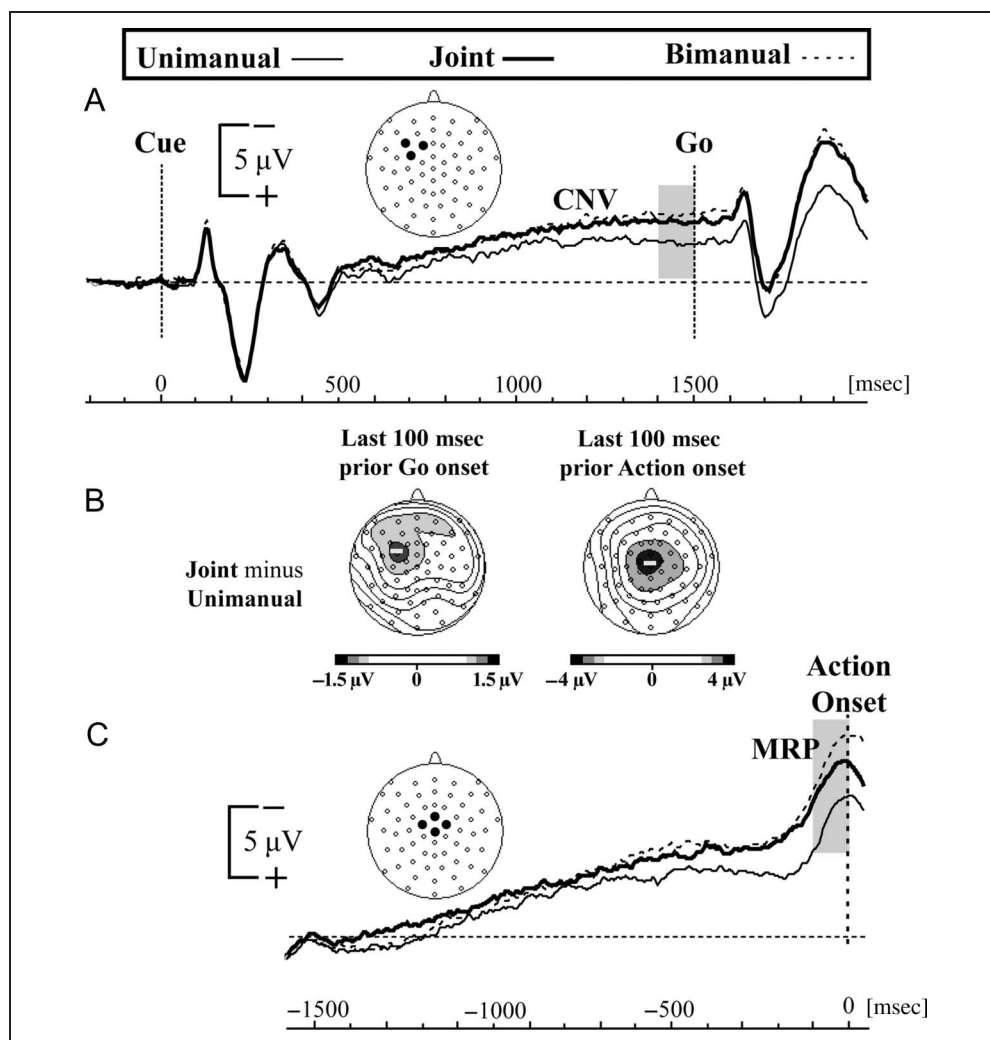 Unimanual Joint Bimanual
A
Cue
−
5 μV
+
CNV
Go
0 500 1000 1500 [msec]
Last 100 msec
prior Go onset
Last 100 msec
prior Action onset
B
Joint minus
Unimanual
−
−
−1.5 μV 0 1.5 μV
−4 μV 0 4 μV
Action
Onset
C
MRP
−
5 μV
+
−1500 −1000 −500 0 [msec]